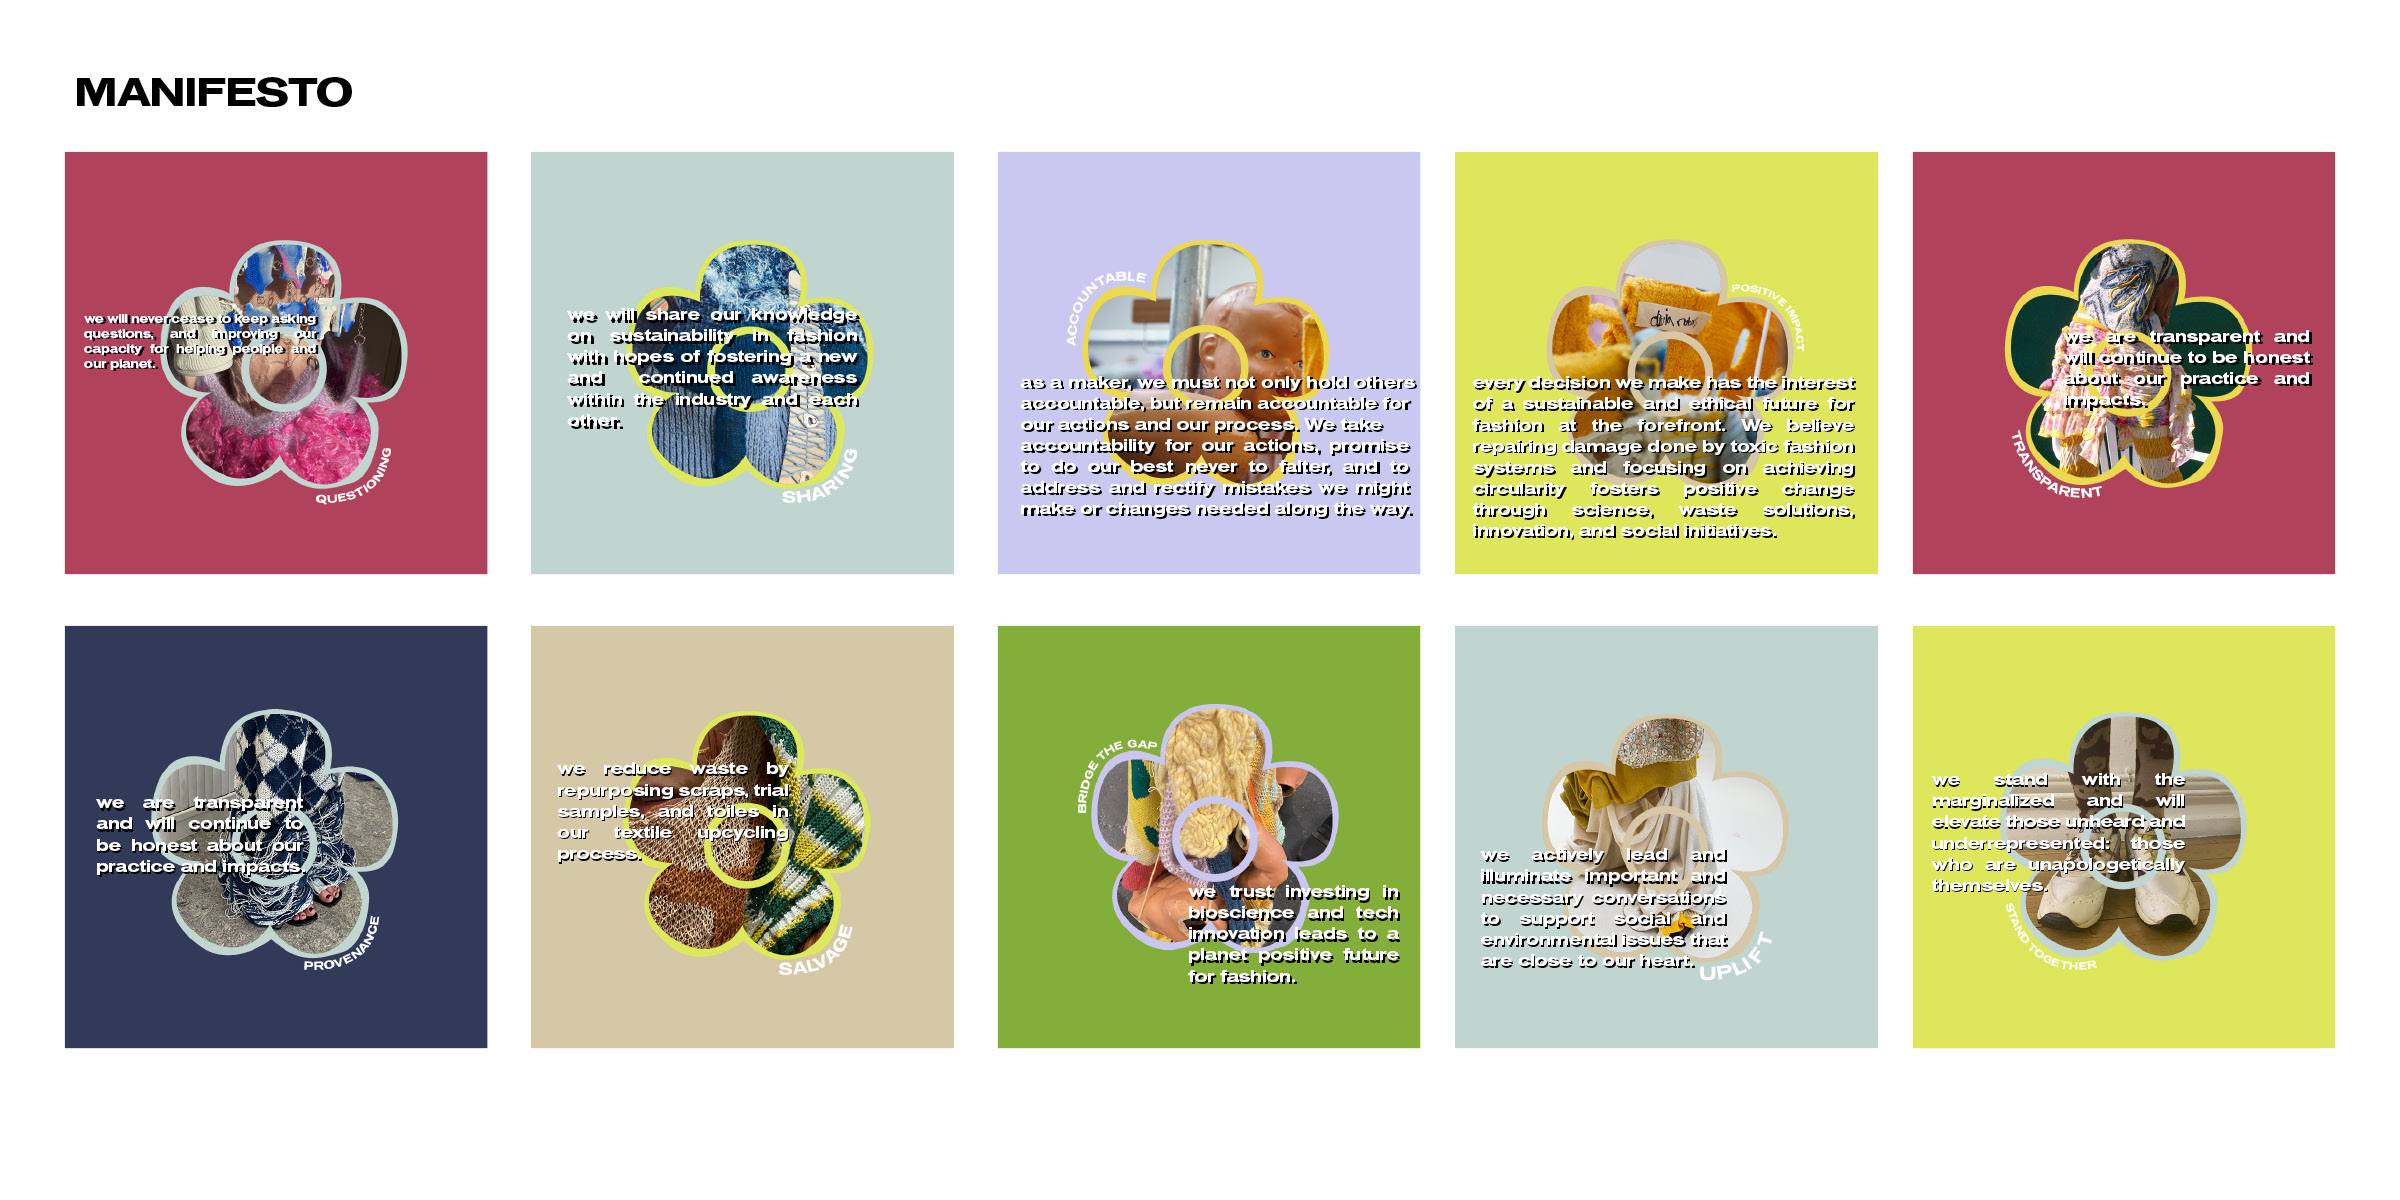 MANIFESTO
we will never cease to keep asking
questions, and improving our
capacity for helping peolple and
our planet.
QUESTIONING
we will share our knowledge
on sustainability in fashion
with hopes of fostering a new
and continued awareness
within the industry and each
other.
SHARING
ACCOUNTABLE
as a maker, we must not only hold others
accountable, but remain accountable for
our actions and our process. We take
accountability for our actions, promise
to do our best never to falter, and to
address and rectify mistakes we might
make or changes needed along the way.
POSITIVE IMPACT
every decision we make has the interest
of a sustainable and ethical future for
fashion at the forefront. We believe
repairing damage done by toxic fashion
systems and focusing on achieving
circularity fosters positive change
through science, waste solutions,
innovation, and social initiatives.
we are transparent and
will continue to be honest
about our practice and
impacts.
TRANSPARENT
we are transparent
and will continue to
be honest about our
practice and impacts.
PROVENANCE
we reduce waste by
repurposing scraps, trial
samples, and toiles in
our textile upcycling
process.
SALVAGE
BRIDGE THE GAP
we trust investing in
bioscience and tech
innovation leads to a
planet positive future
for fashion.
we actively lead and
illuminate important and
necessary conversations
to support social and
environmental issues that
are close to our heart.
UPLIFT
we stand with the
marginalized and will
elevate those unheard and
underrepresented: those
who are unapologetically
themselves.
STAND TOGETHER